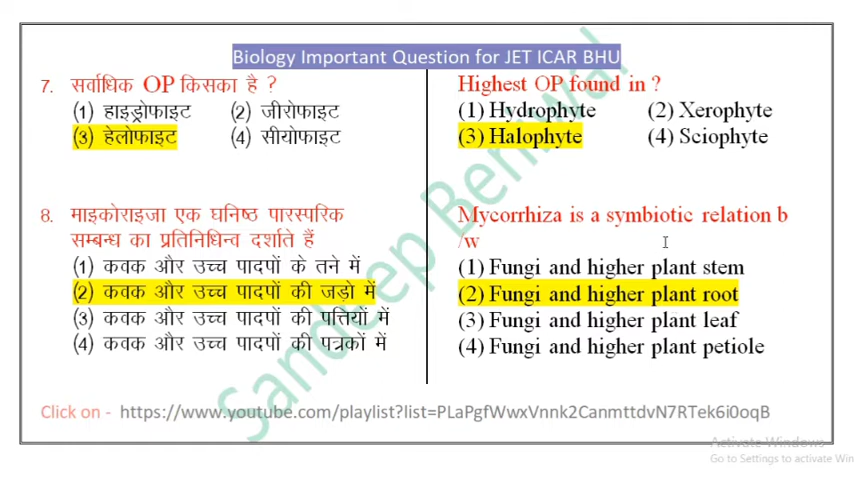 Biology Important Question for JET ICAR BHU
7. सर्वाधिक OP किसका है ?
(1) हाइड्रोफाइट (2) जीरोफाइट
(3) हेलोफाइट (4) सीयोफाइट
8. माइकोराइजा एक घनिष्ठ पारस्परिक
सम्बन्ध का प्रतिनिधित्व दर्शाते हैं
(1) कवक और उच्च पादपों के तने में
(2) कवक और उच्च पादपों की जड़ो में
(3) कवक और उच्च पादपों की पत्तियों में
(4) कवक और उच्च पादपों की पत्रकों में
Highest OP found in ?
(1) Hydrophyte (2) Xerophyte
(3) Halophyte (4) Sciophyte
Mycorrhiza is a symbiotic relation b
/w
(1) Fungi and higher plant stem
(2) Fungi and higher plant root
(3) Fungi and higher plant leaf
(4) Fungi and higher plant petiole
Click on - https://www.youtube.com/playlist?list=PLaPgfWwxVnnk2CanmttdvN7RTek6i0oqB
Sandeep Beniwal
Activate Windows
Go to Settings to activate Win